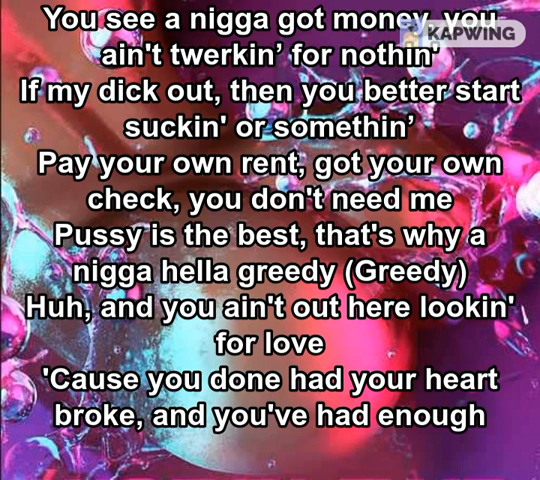 You see a nigga got money, you
ain't twerkin’ for nothin'
KAPWING
If my dick out, then you better start
suckin' or somethin’
Pay your own rent, got your own
check, you don't need me
Pussy is the best, that's why a
nigga hella greedy (Greedy)
Huh, and you ain't out here lookin'
for love
'Cause you done had your heart
broke, and you've had enough